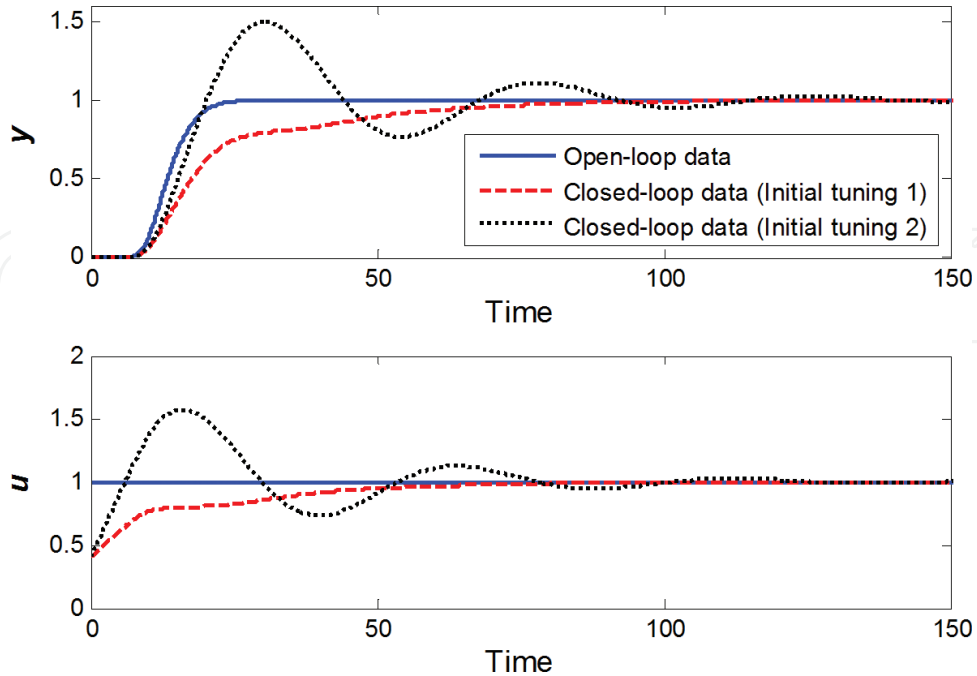 1.5
1
0.5
0
y
Open-loop data
Closed-loop data (Initial tuning 1)
Closed-loop data (Initial tuning 2)
0
50
100
150
Time
2
1.5
1
0.5
0
u
0
50
100
150
Time